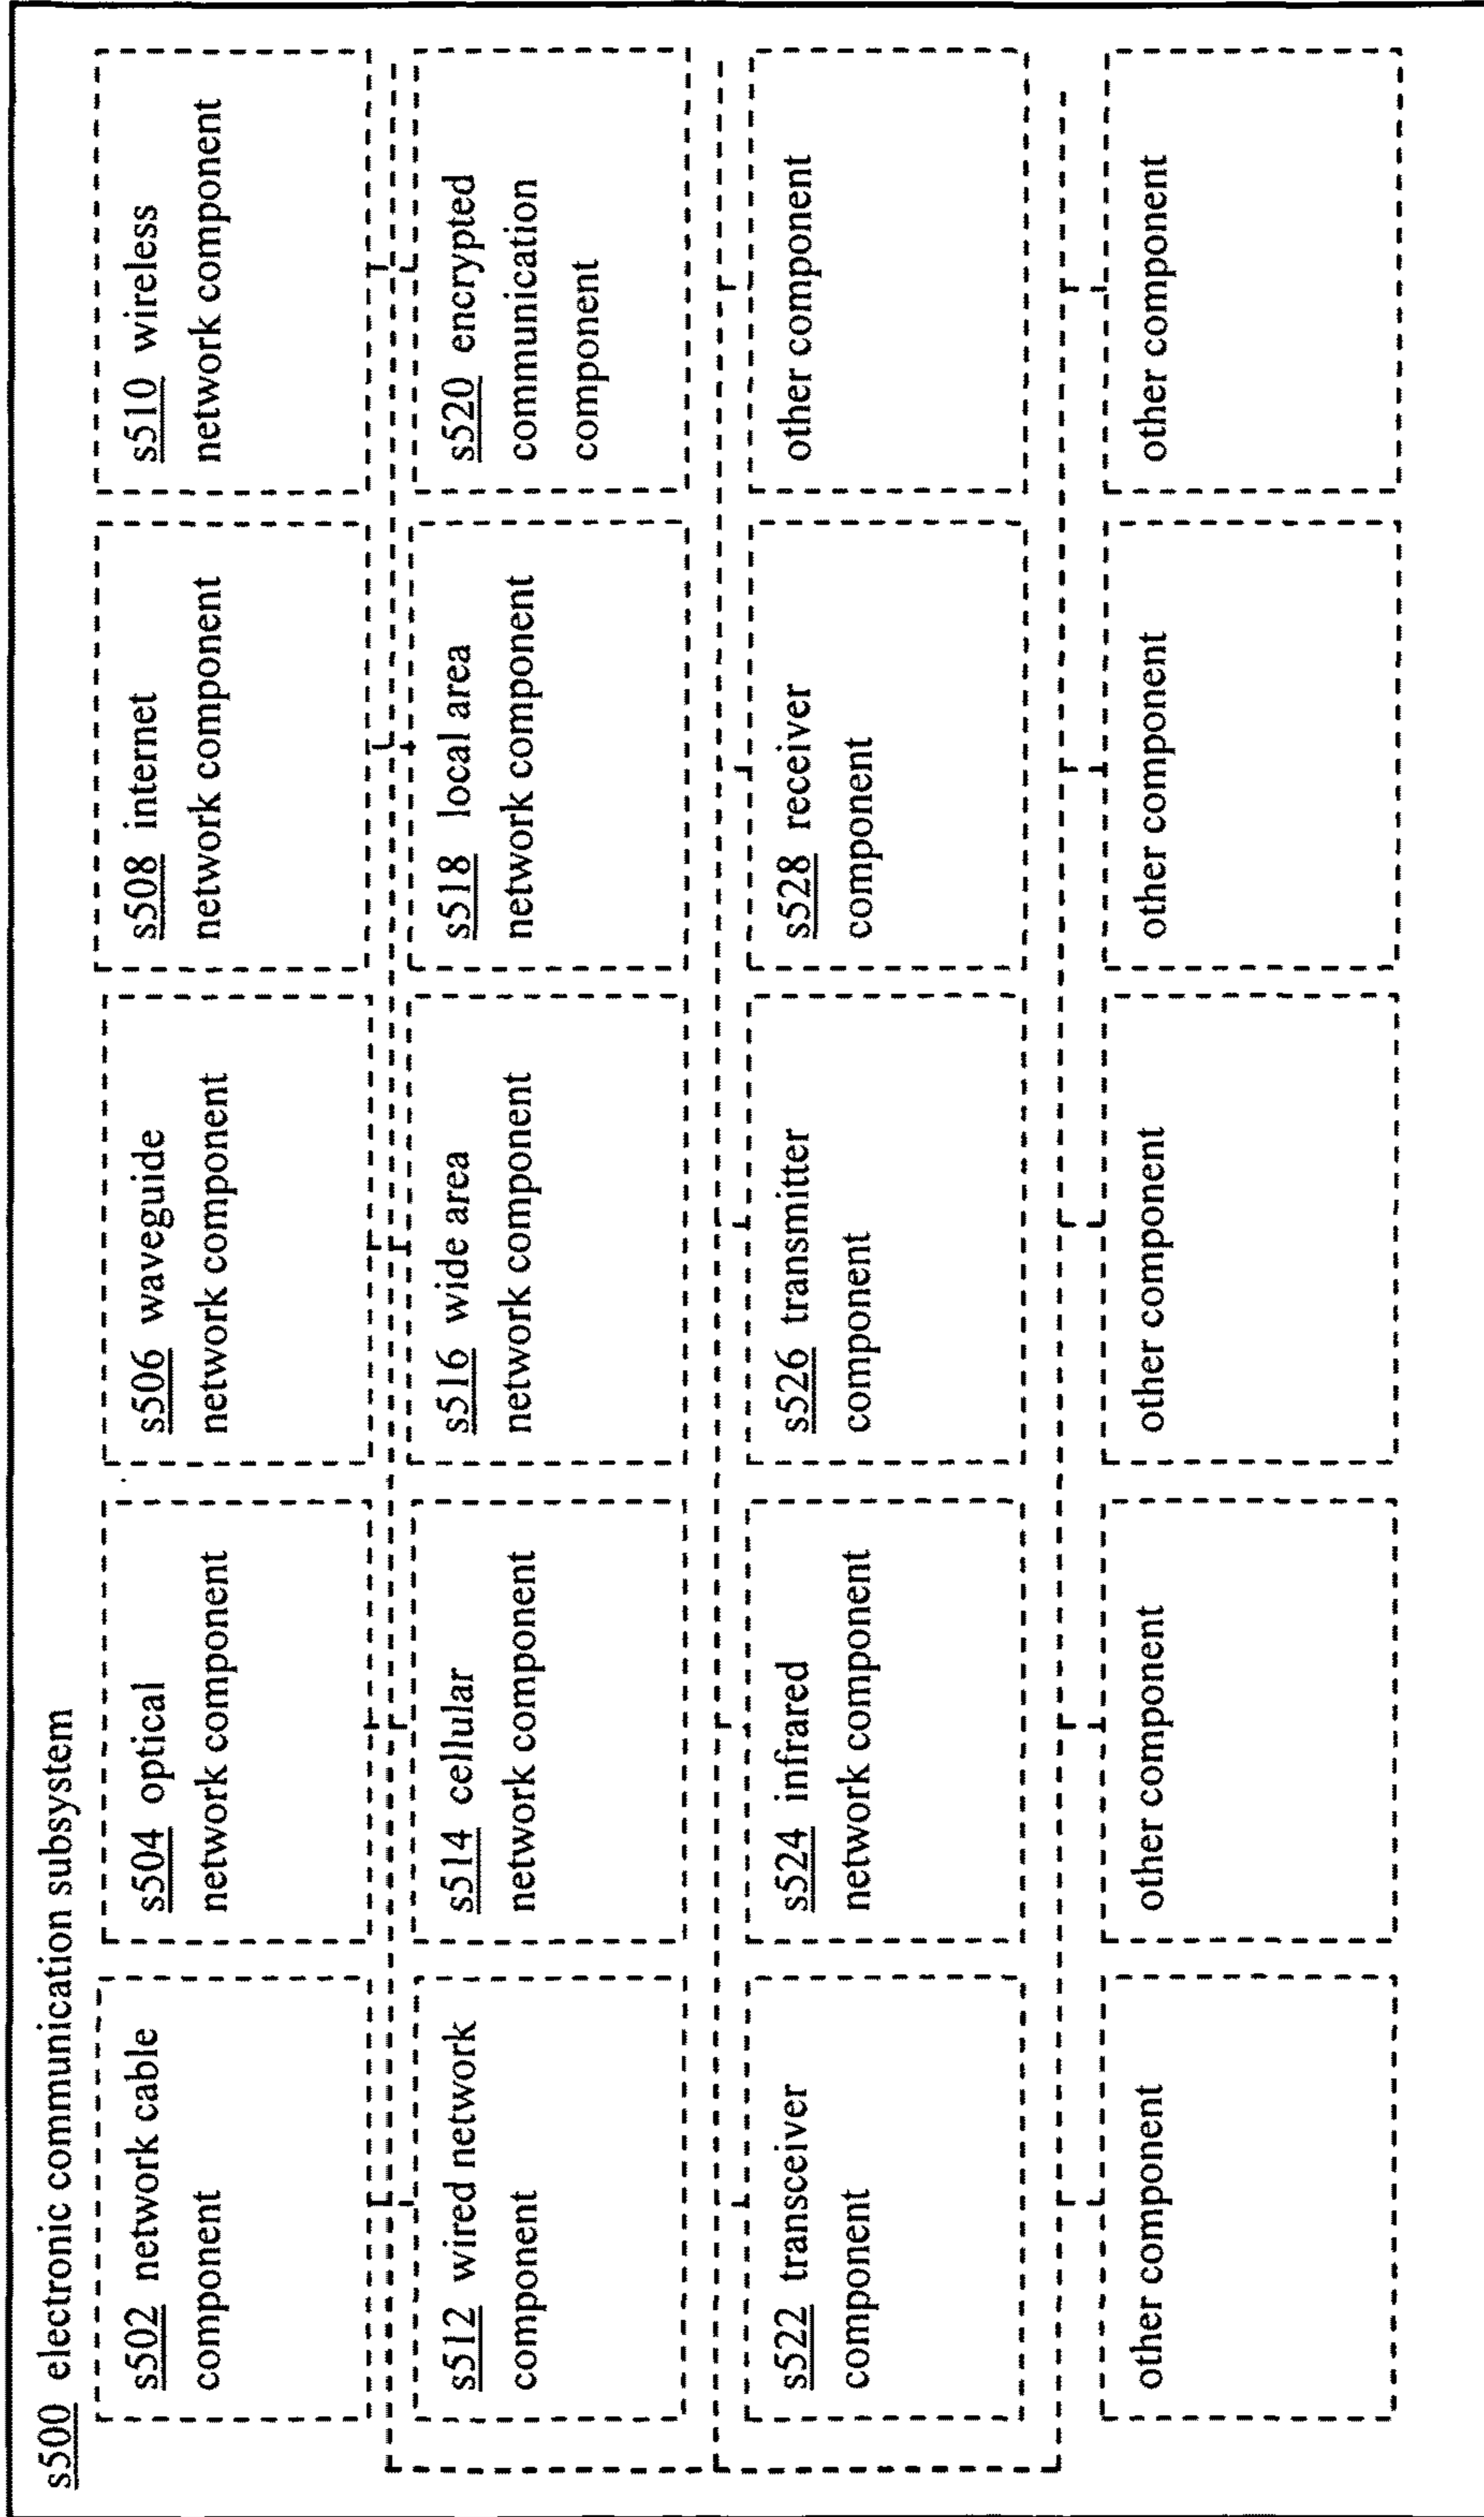 s500 electronic communication subsystem
s502 network cable
component
s504 optical
network component
s506 waveguide
network component
s508 internet
network component
s510 wireless
network component
s512 wired network
component
s514 cellular
network component
s516 wide area
network component
s518 local area
network component
s520 encrypted
communication
component
s522 transceiver
component
s524 infrared
network component
s526 transmitter
component
s528 receiver
component
other component
other component
other component
other component
other component
other component